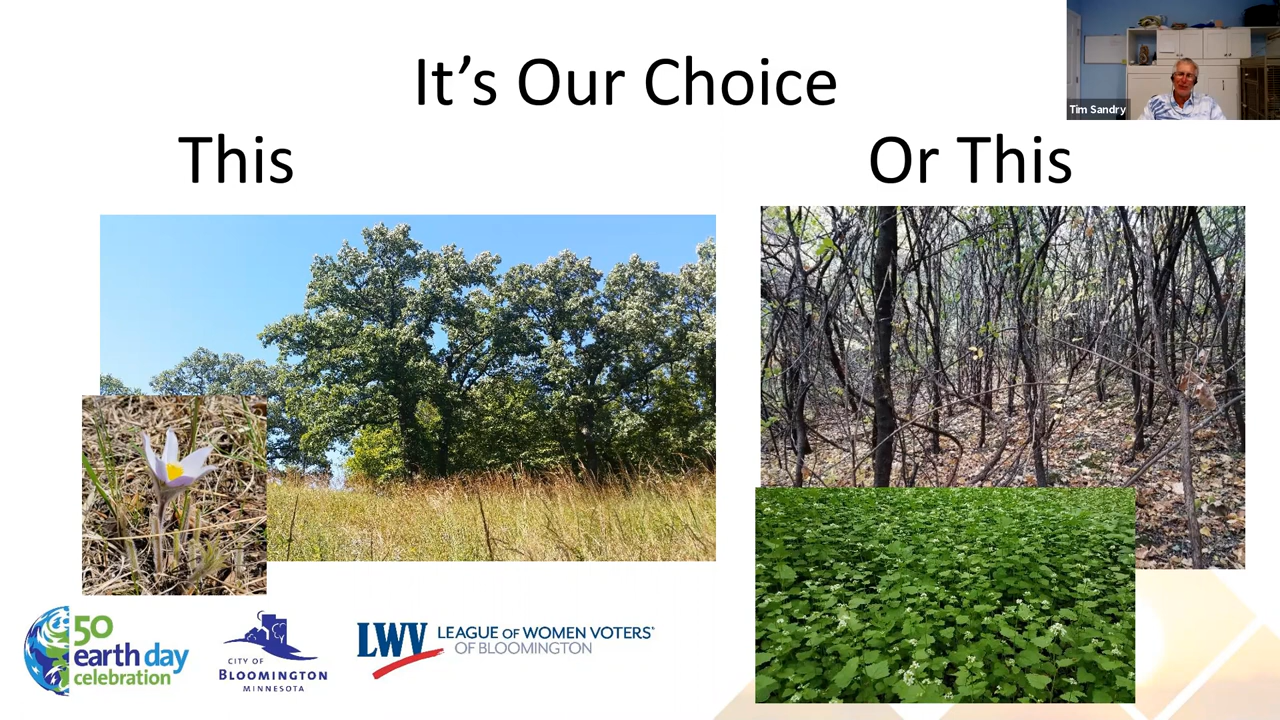 It's Our Choice
This
Or This
Tim Sandry
50
earth day
celebration
CITY OF
BLOOMINGTON
MINNESOTA
LWV LEAGUE OF WOMEN VOTERS®
OF BLOOMINGTON